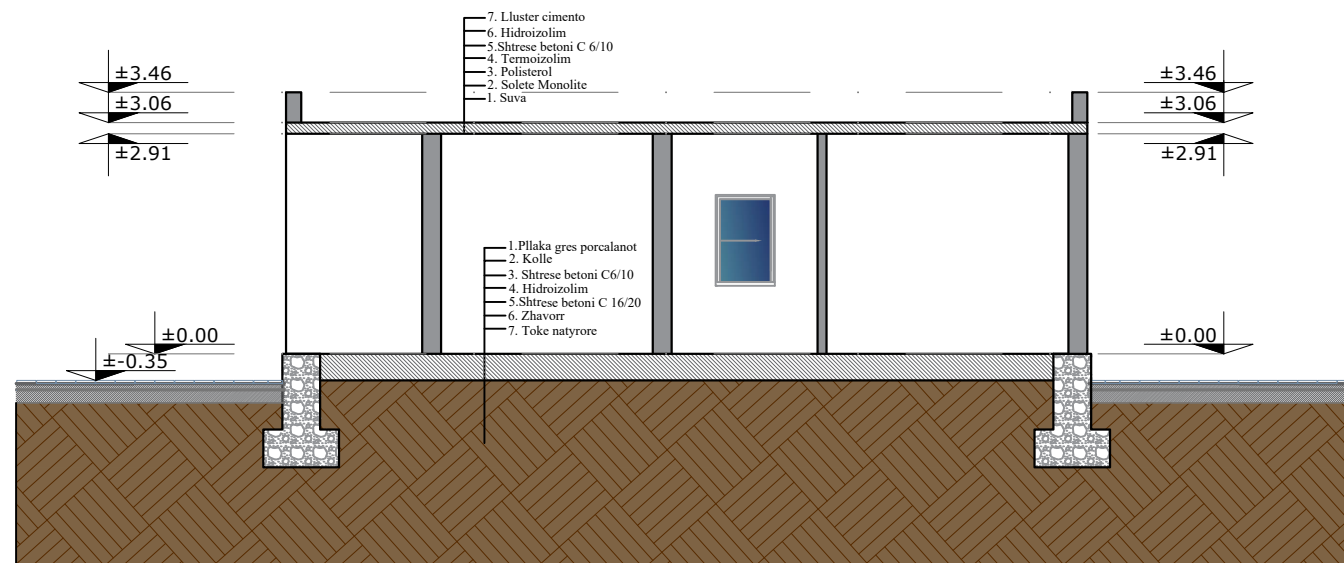 7. Lluster cimento
6. Hidroizolim
5.Shtrese betoni C 6/10
4. Termoizolim
3. Polisterol
2. Solete Monolite
1. Suva
±3.46
±3.06
±2.91
±3.46
±3.06
±2.91
1.Pllaka gres porcalanot
2. Kolle
3. Shtrese betoni C6/10
4. Hidroizolim
5.Shtrese betoni C 16/20
6. Zhavorr
7. Toke natyrore
±0.00
±-0.35
±0.00